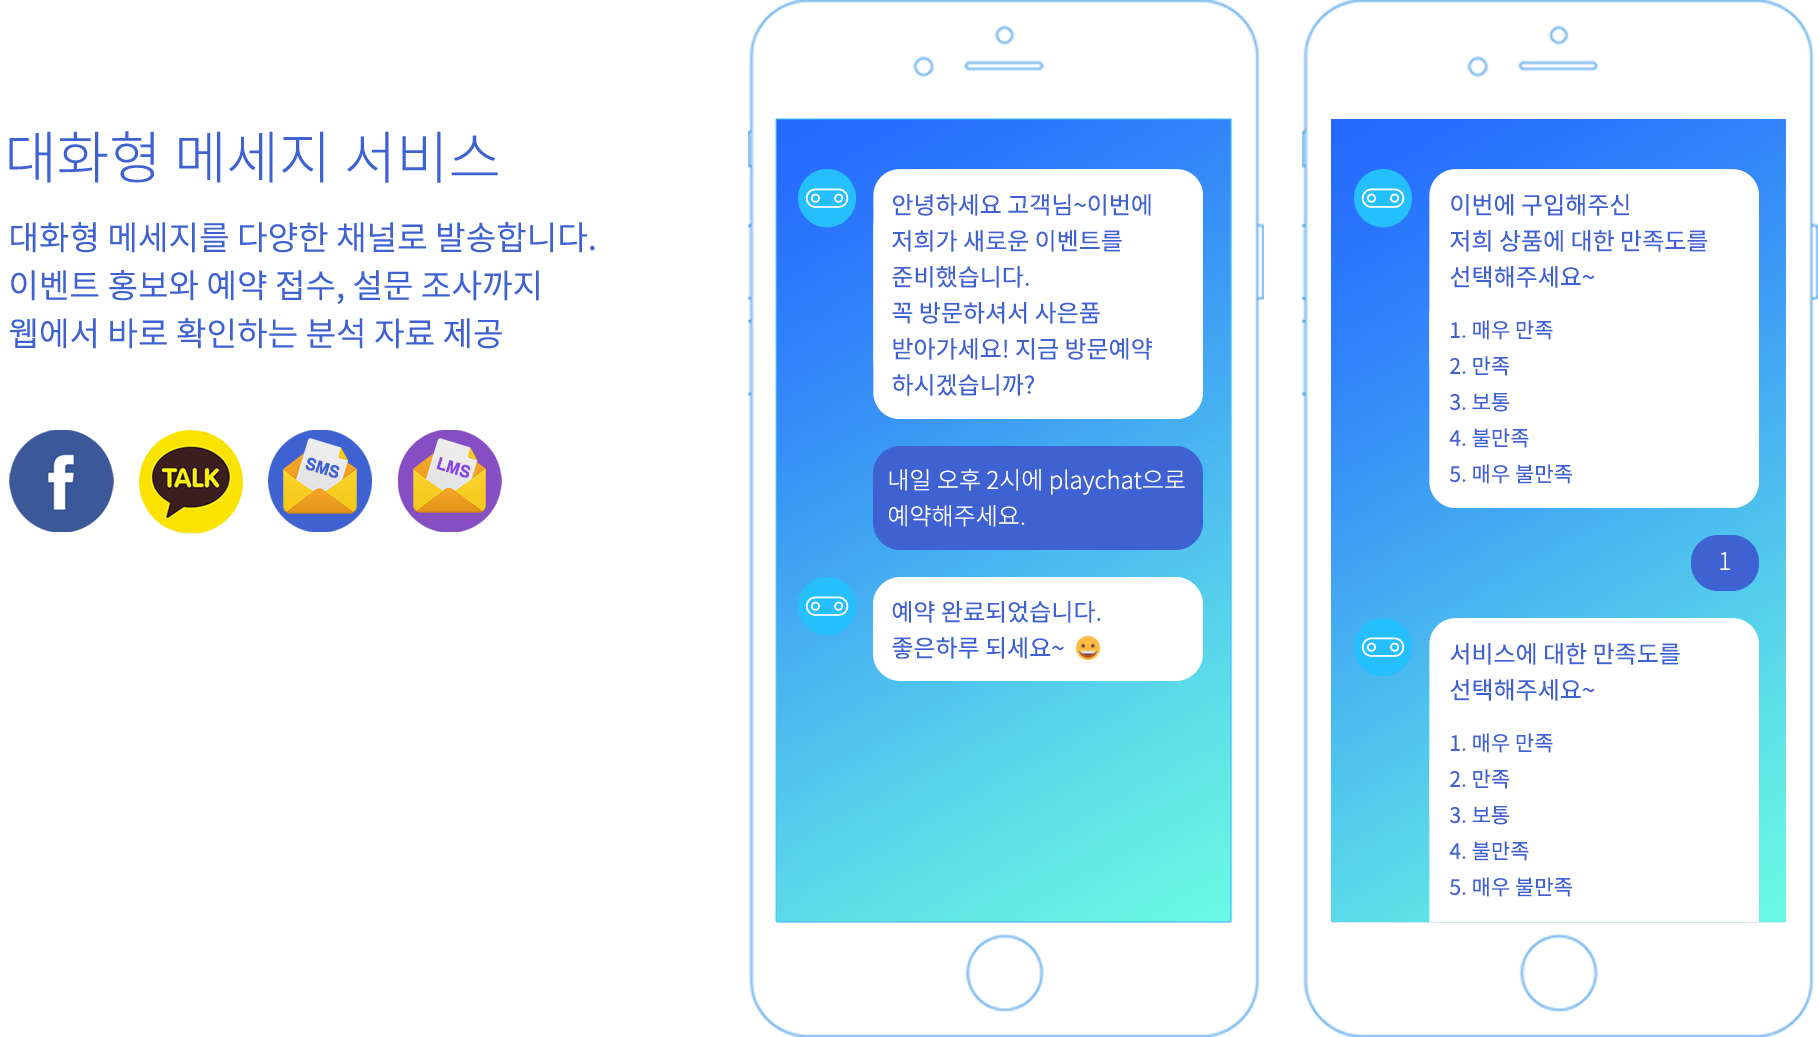 대화형 메세지 서비스
대화형 메세지를 다양한 채널로 발송합니다.
이벤트 홍보와 예약 접수, 설문 조사까지
웹에서 바로 확인하는 분석 자료 제공
f
TALK
SMS
LMS
안녕하세요 고객님~이번에
저희가 새로운 이벤트를
준비했습니다.
꼭 방문하셔서 사은품
받아가세요! 지금 방문예약
하시겠습니까?
내일 오후 2시에 playchat으로
예약해주세요.
예약 완료되었습니다.
좋은하루 되세요~ 😀
이번에 구입해주신
저희 상품에 대한 만족도를
선택해주세요~
1. 매우 만족
2. 만족
3. 보통
4. 불만족
5. 매우 불만족
1
서비스에 대한 만족도를
선택해주세요~
1. 매우 만족
2. 만족
3. 보통
4. 불만족
5. 매우 불만족